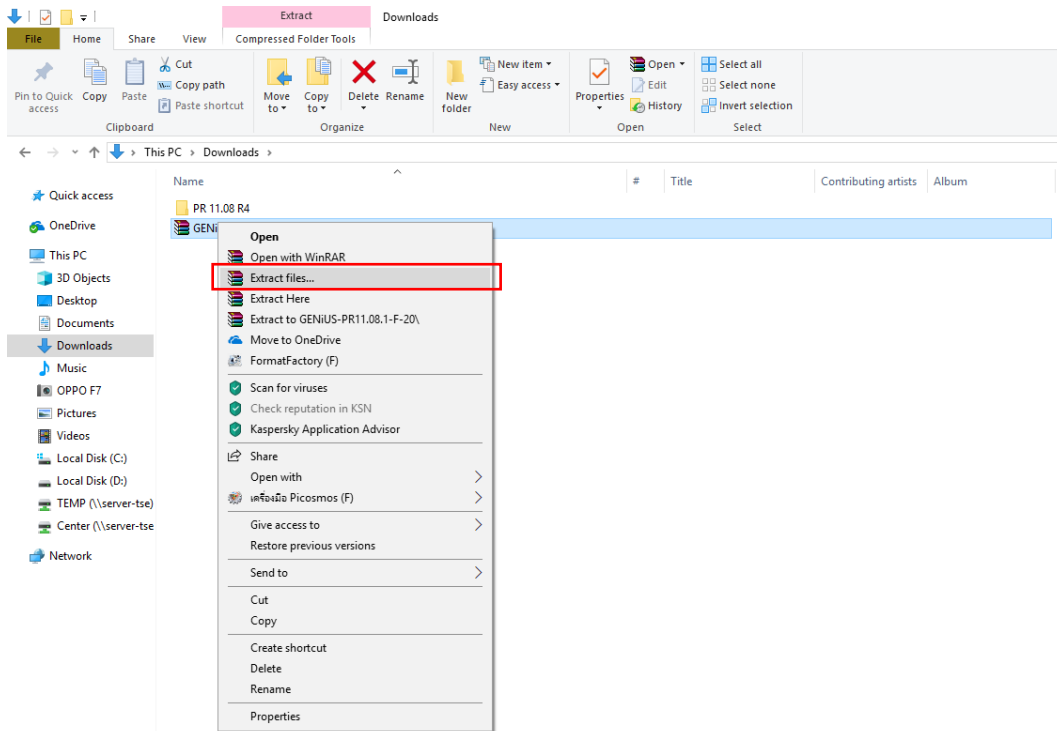 Extract
Downloads
File
Home
Share
View
Compressed Folder Tools
Pin to Quick access
Copy
Paste
Cut
Copy path
Paste shortcut
Clipboard
Move to
Copy to
Delete
Rename
Organize
New folder
New item
Easy access
New
Properties
Open
Edit
History
Open
Select all
Select none
Invert selection
Select
This PC > Downloads >
Name
#
Title
Contributing artists
Album
Quick access
OneDrive
This PC
3D Objects
Desktop
Documents
Downloads
Music
OPPO F7
Pictures
Videos
Local Disk (C:)
Local Disk (D:)
TEMP (\\server-tse)
Center (\\server-tse
Network
PR 11.08 R4
GENi
Open
Open with WinRAR
Extract files...
Extract Here
Extract to GENiUS-PR11.08.1-F-20\
Move to OneDrive
FormatFactory (F)
Scan for viruses
Check reputation in KSN
Kaspersky Application Advisor
Share
Open with
เครื่องมือ Picosmos (F)
Give access to
Restore previous versions
Send to
Cut
Copy
Create shortcut
Delete
Rename
Properties